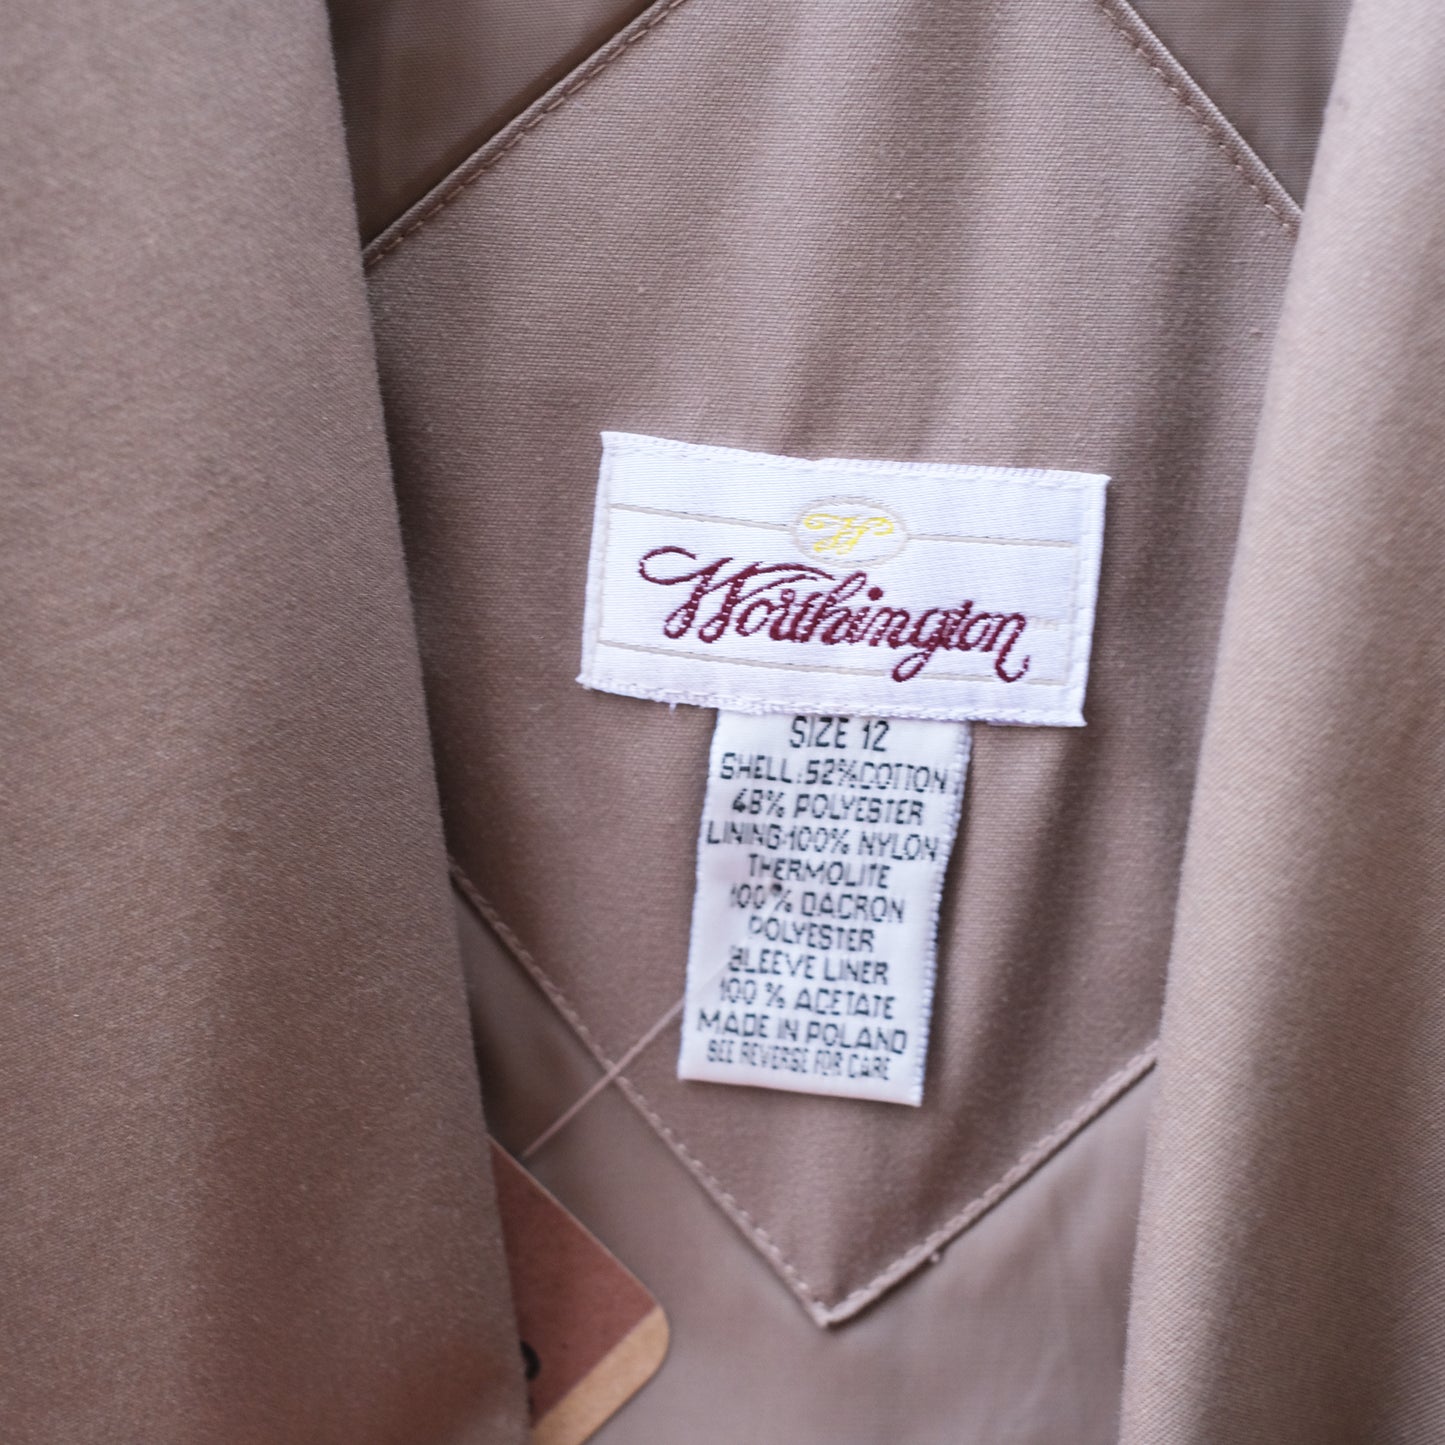 W
Worthington
SIZE 12
SHELL:52%COTTON
48% POLYESTER
LINING:100% NYLON
THERMOLITE
100% DACRON
POLYESTER
SLEEVE LINER
100 % ACETATE
MADE IN POLAND
SEE REVERSE FOR CARE